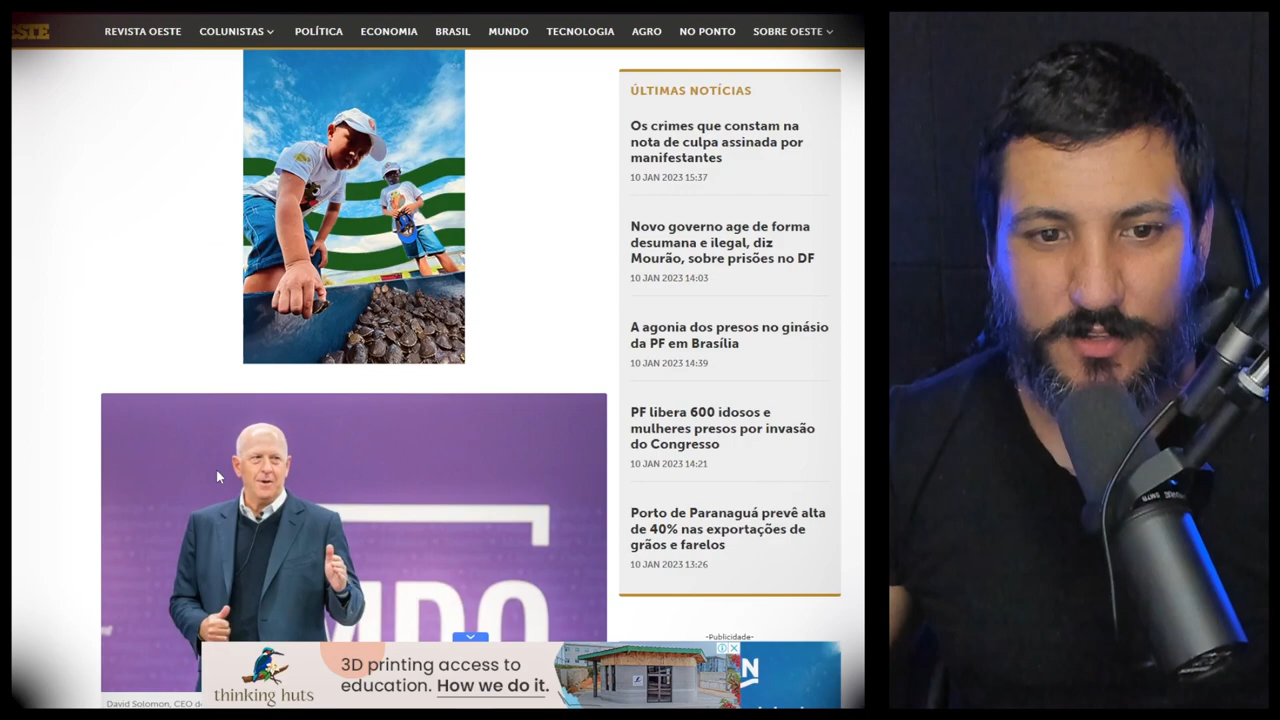 ESTE
REVISTA OESTE COLUNISTAS POLÍTICA ECONOMIA BRASIL MUNDO TECNOLOGIA AGRO NO PONTO SOBRE OESTE
ÚLTIMAS NOTÍCIAS
Os crimes que constam na
nota de culpa assinada por
manifestantes
10 JAN 2023 15:37
Novo governo age de forma
desumana e ilegal, diz
Mourão, sobre prisões no DF
10 JAN 2023 14:03
A agonia dos presos no ginásio
da PF em Brasília
10 JAN 2023 14:39
PF libera 600 idosos e
mulheres presos por invasão
do Congresso
10 JAN 2023 14:21
Porto de Paranaguá prevê alta
de 40% nas exportações de
grãos e farelos
10 JAN 2023 13:26
-Publicidade-
3D printing access to
education. How we do it.
thinking huts
N
David Solomon, CEO d